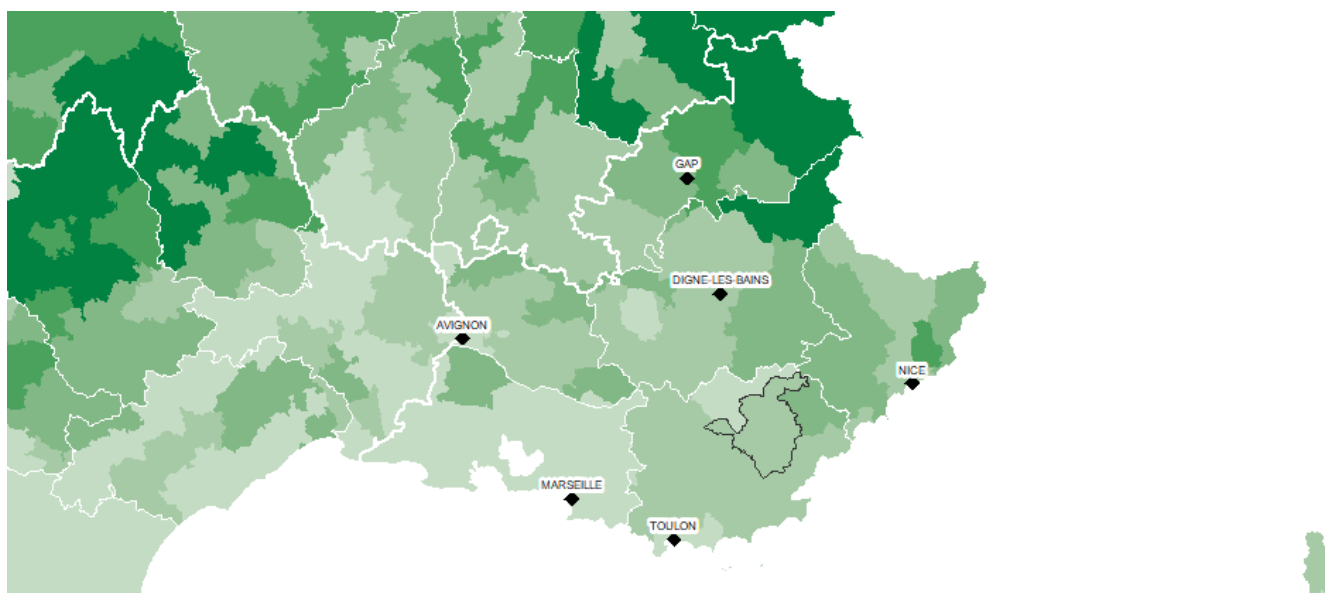 GAP
DIGNE-LES-BAINS
AVIGNON
NICE
MARSEILLE
TOULON